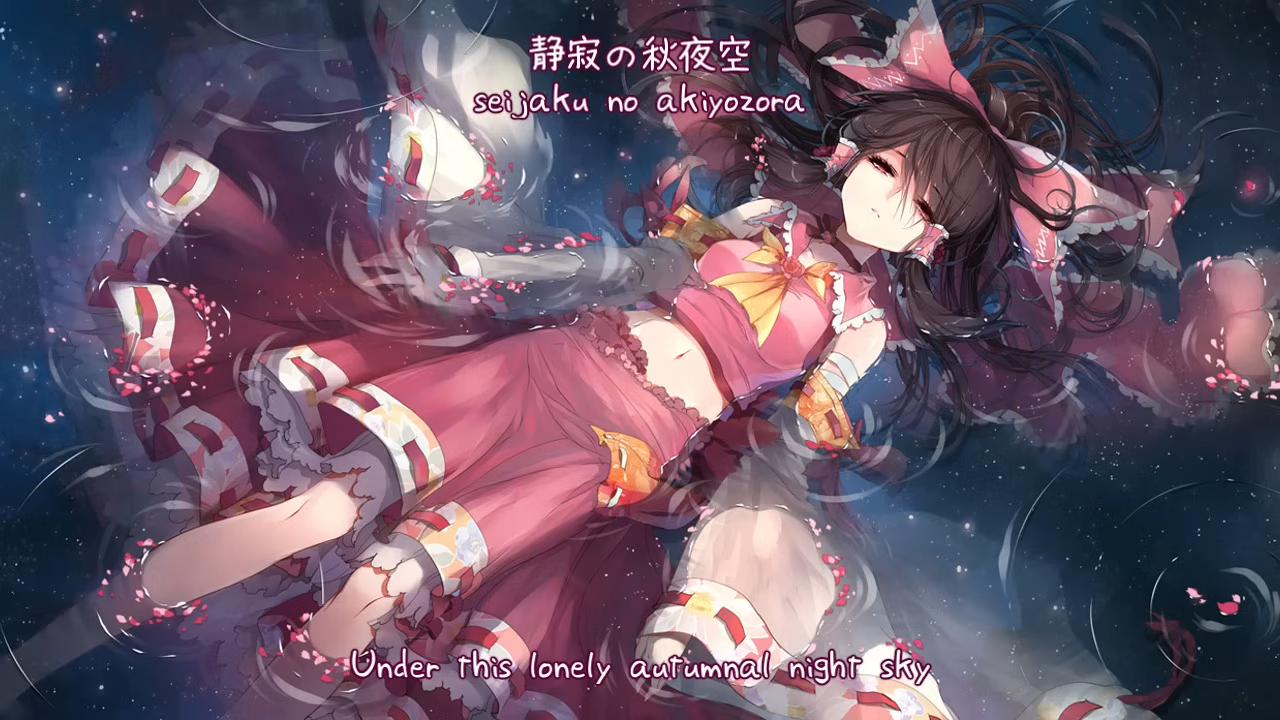 静寂の秋夜空
seijaku no akiyozora
Under this lonely autumnal night sky